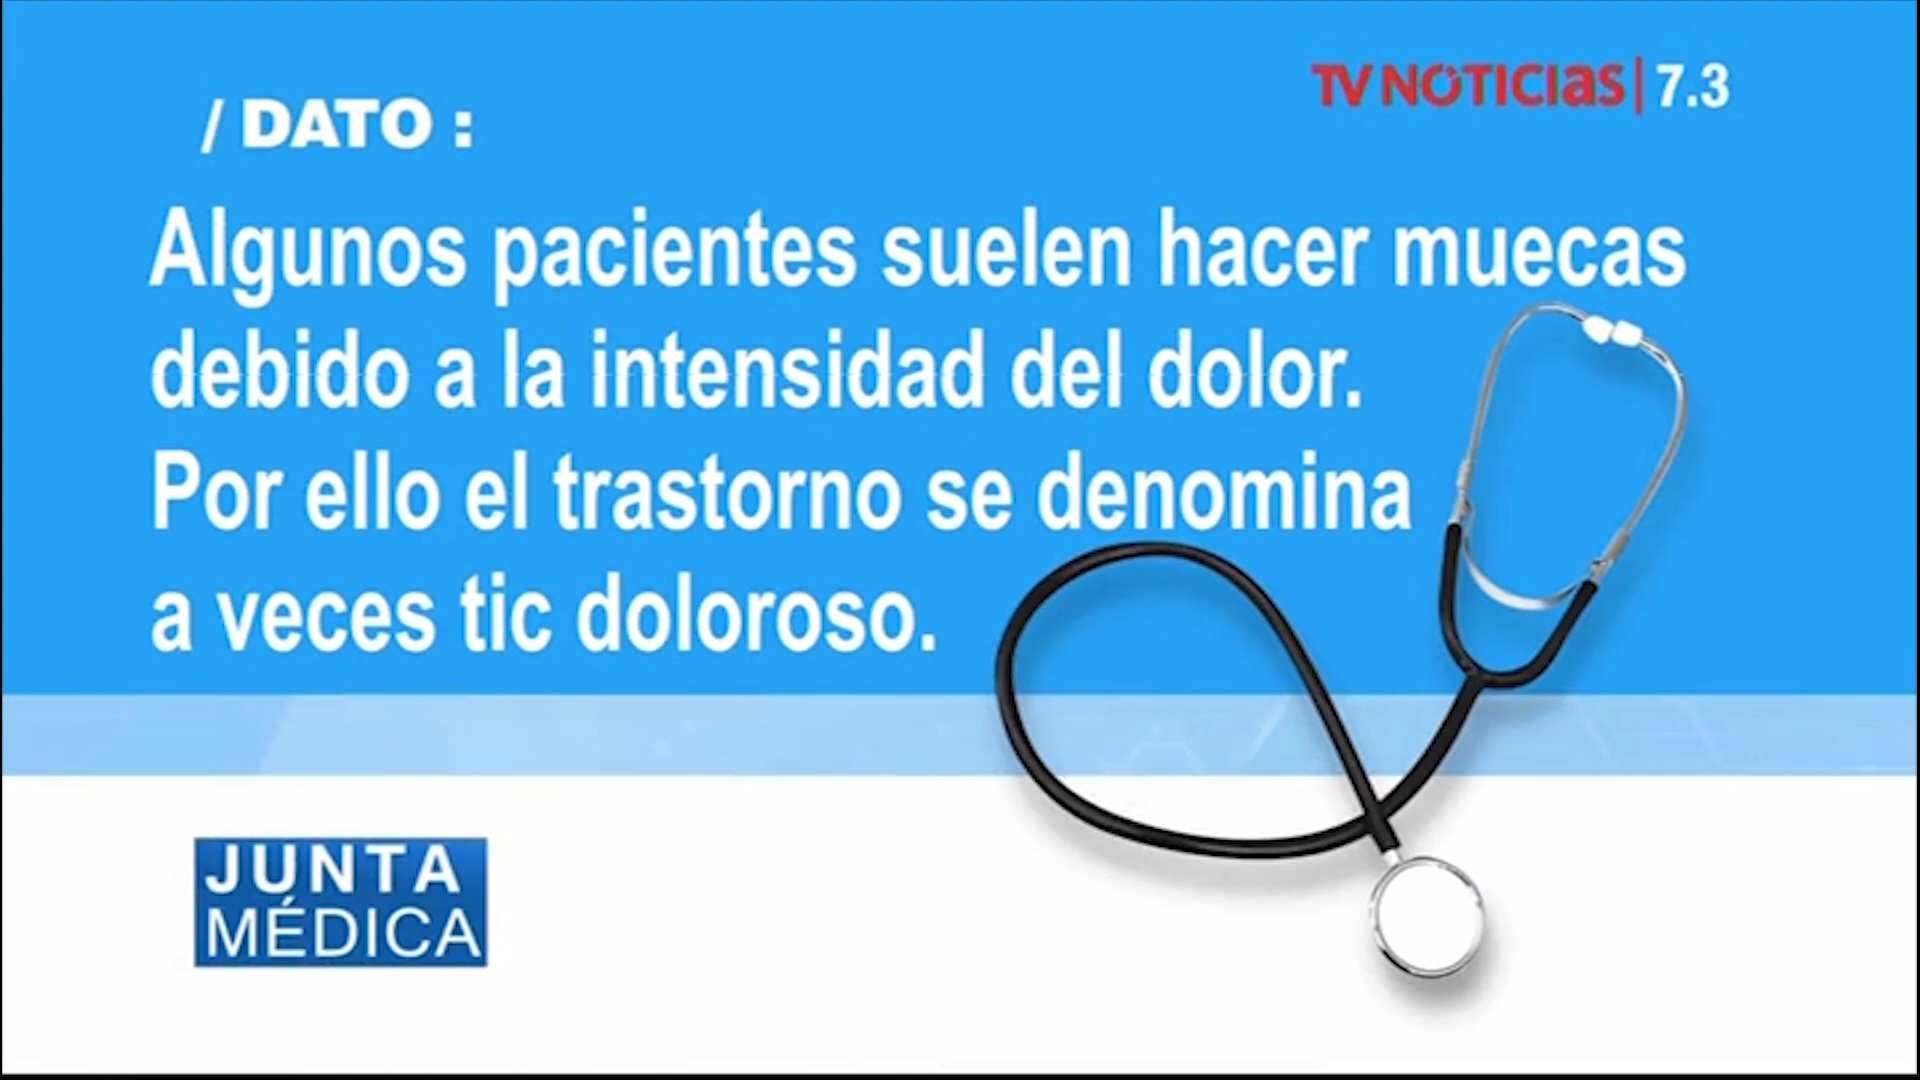 / DATO :
TV NOTICIAS | 7.3
Algunos pacientes suelen hacer muecas
debido a la intensidad del dolor.
Por ello el trastorno se denomina
a veces tic doloroso.
JUNTA
MÉDICA